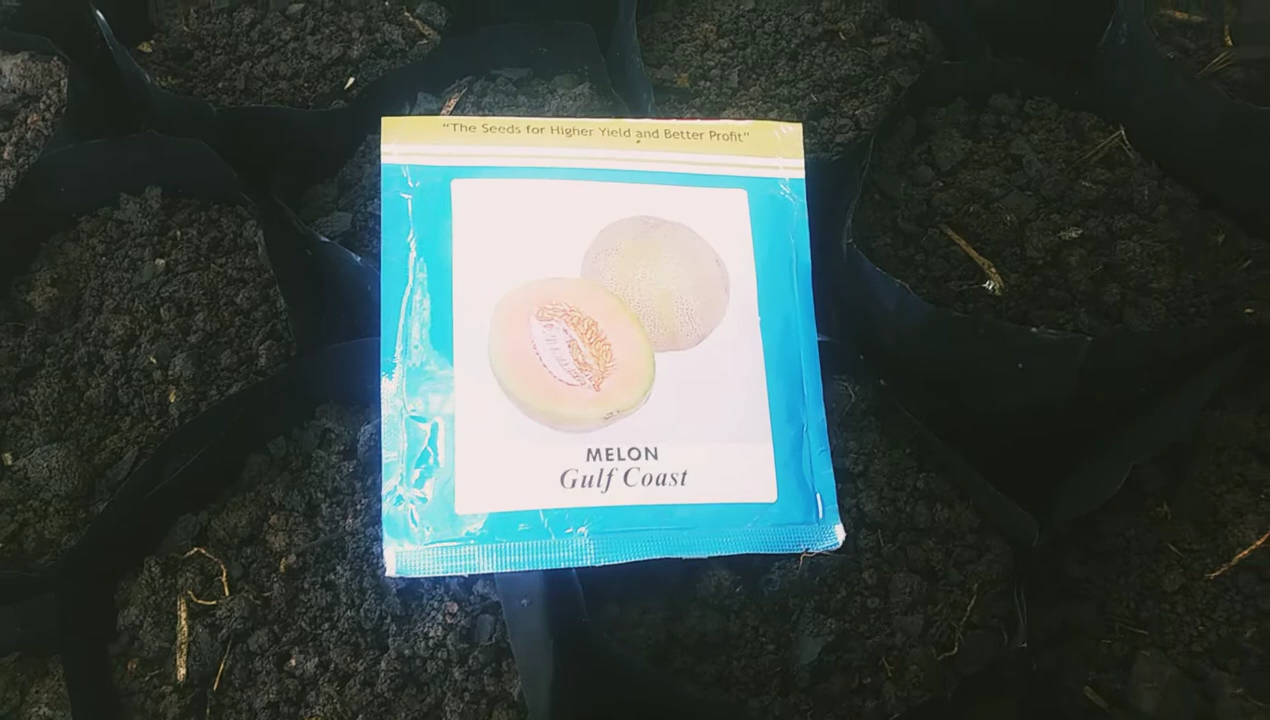 "The Seeds for Higher Yield and Better Profit"
MELON
Gulf Coast